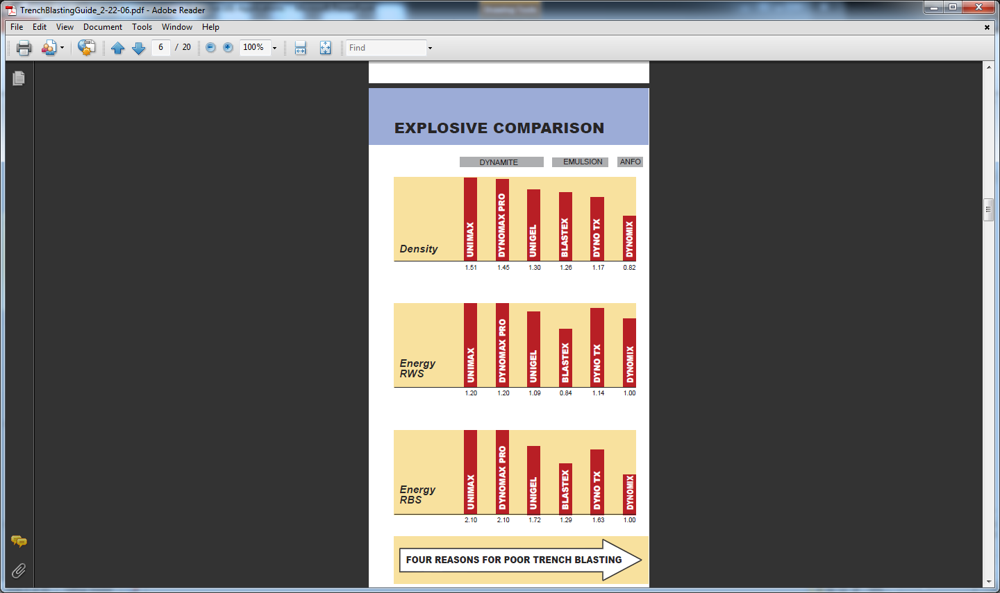 TrenchBlastingGuide_2-22-06.pdf - Adobe Reader
File Edit View Document Tools Window Help
6 / 20 100% Find
EXPLOSIVE COMPARISON
DYNAMITE EMULSION ANFO
UNIMAX DYNOMAX PRO UNIGEL BLASTEX DYNO TX DYNOMIX
Density
1.51 1.45 1.30 1.26 1.17 0.82
UNIMAX DYNOMAX PRO UNIGEL BLASTEX DYNO TX DYNOMIX
Energy
RWS
1.20 1.20 1.09 0.84 1.14 1.00
UNIMAX DYNOMAX PRO UNIGEL BLASTEX DYNO TX DYNOMIX
Energy
RBS
2.10 2.10 1.72 1.29 1.63 1.00
FOUR REASONS FOR POOR TRENCH BLASTING